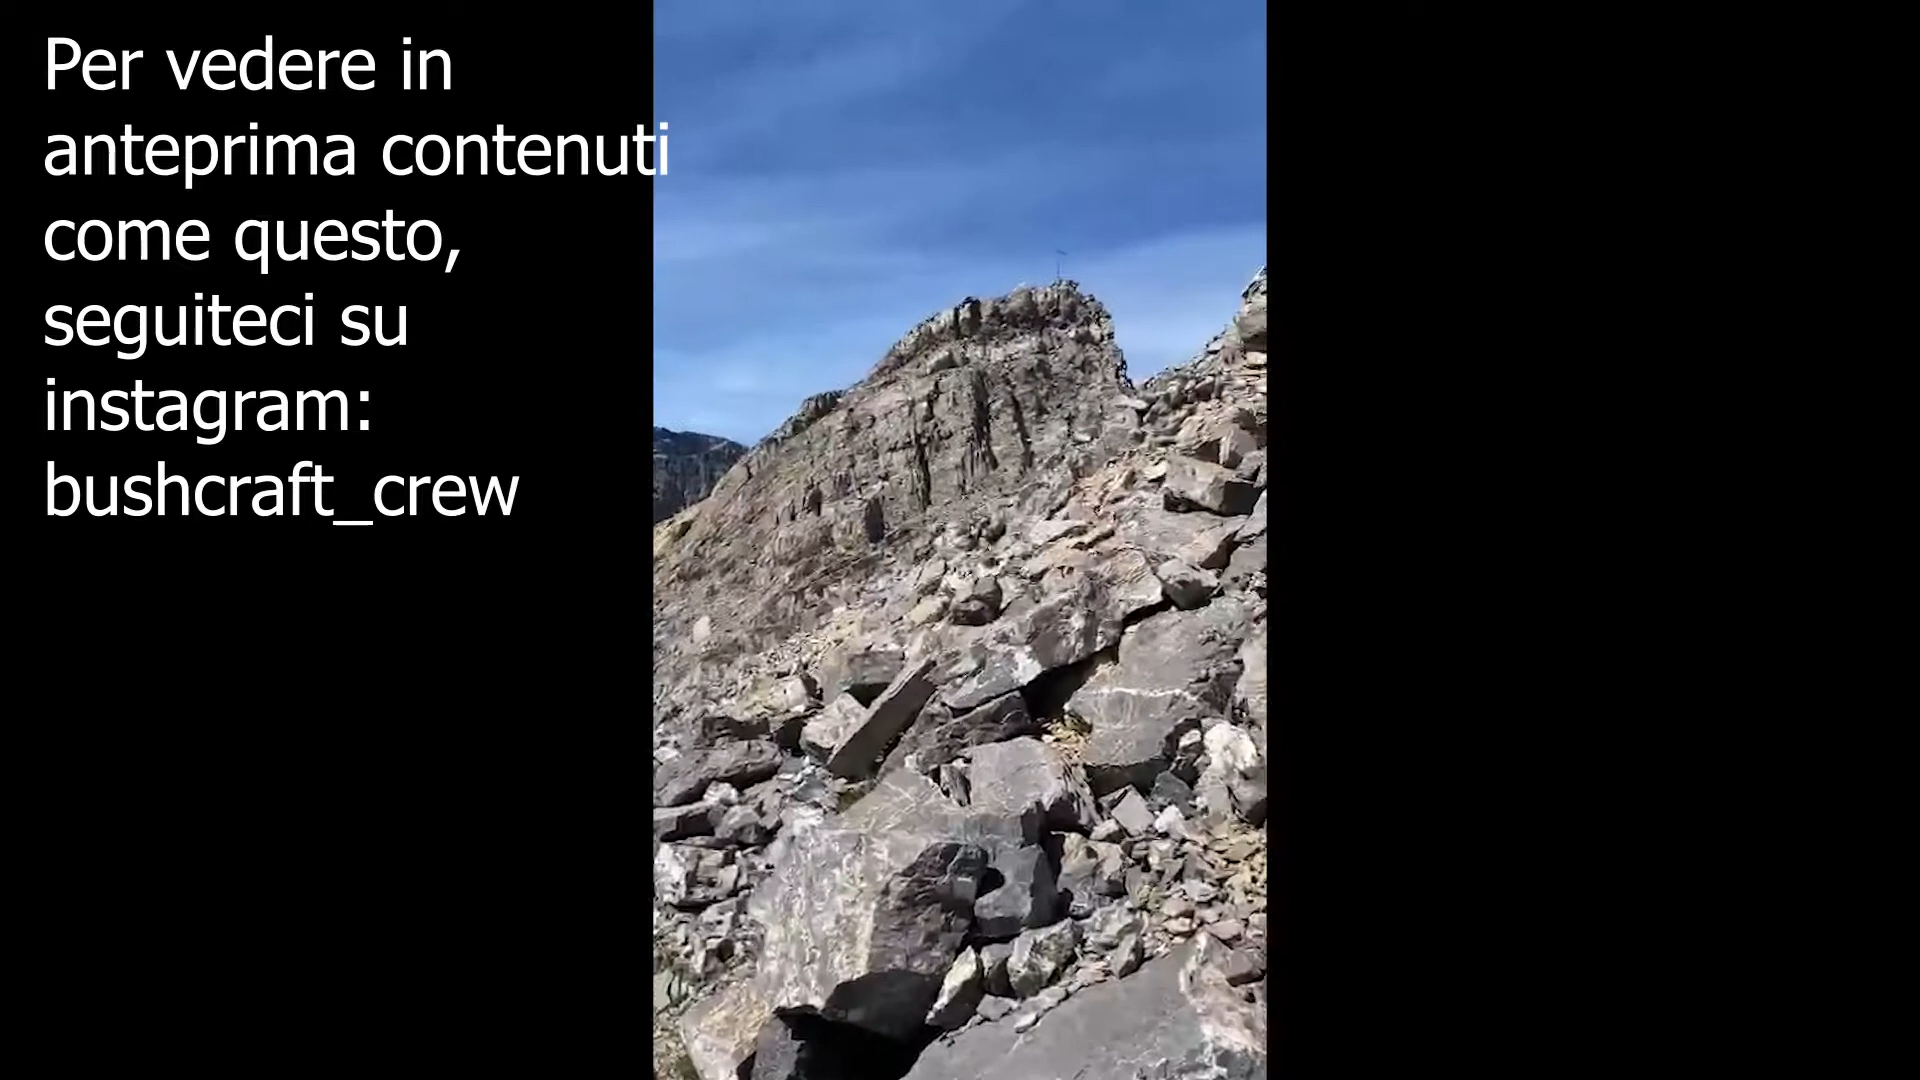 Per vedere in
anteprima contenuti
come questo,
seguiteci su
instagram:
bushcraft_crew